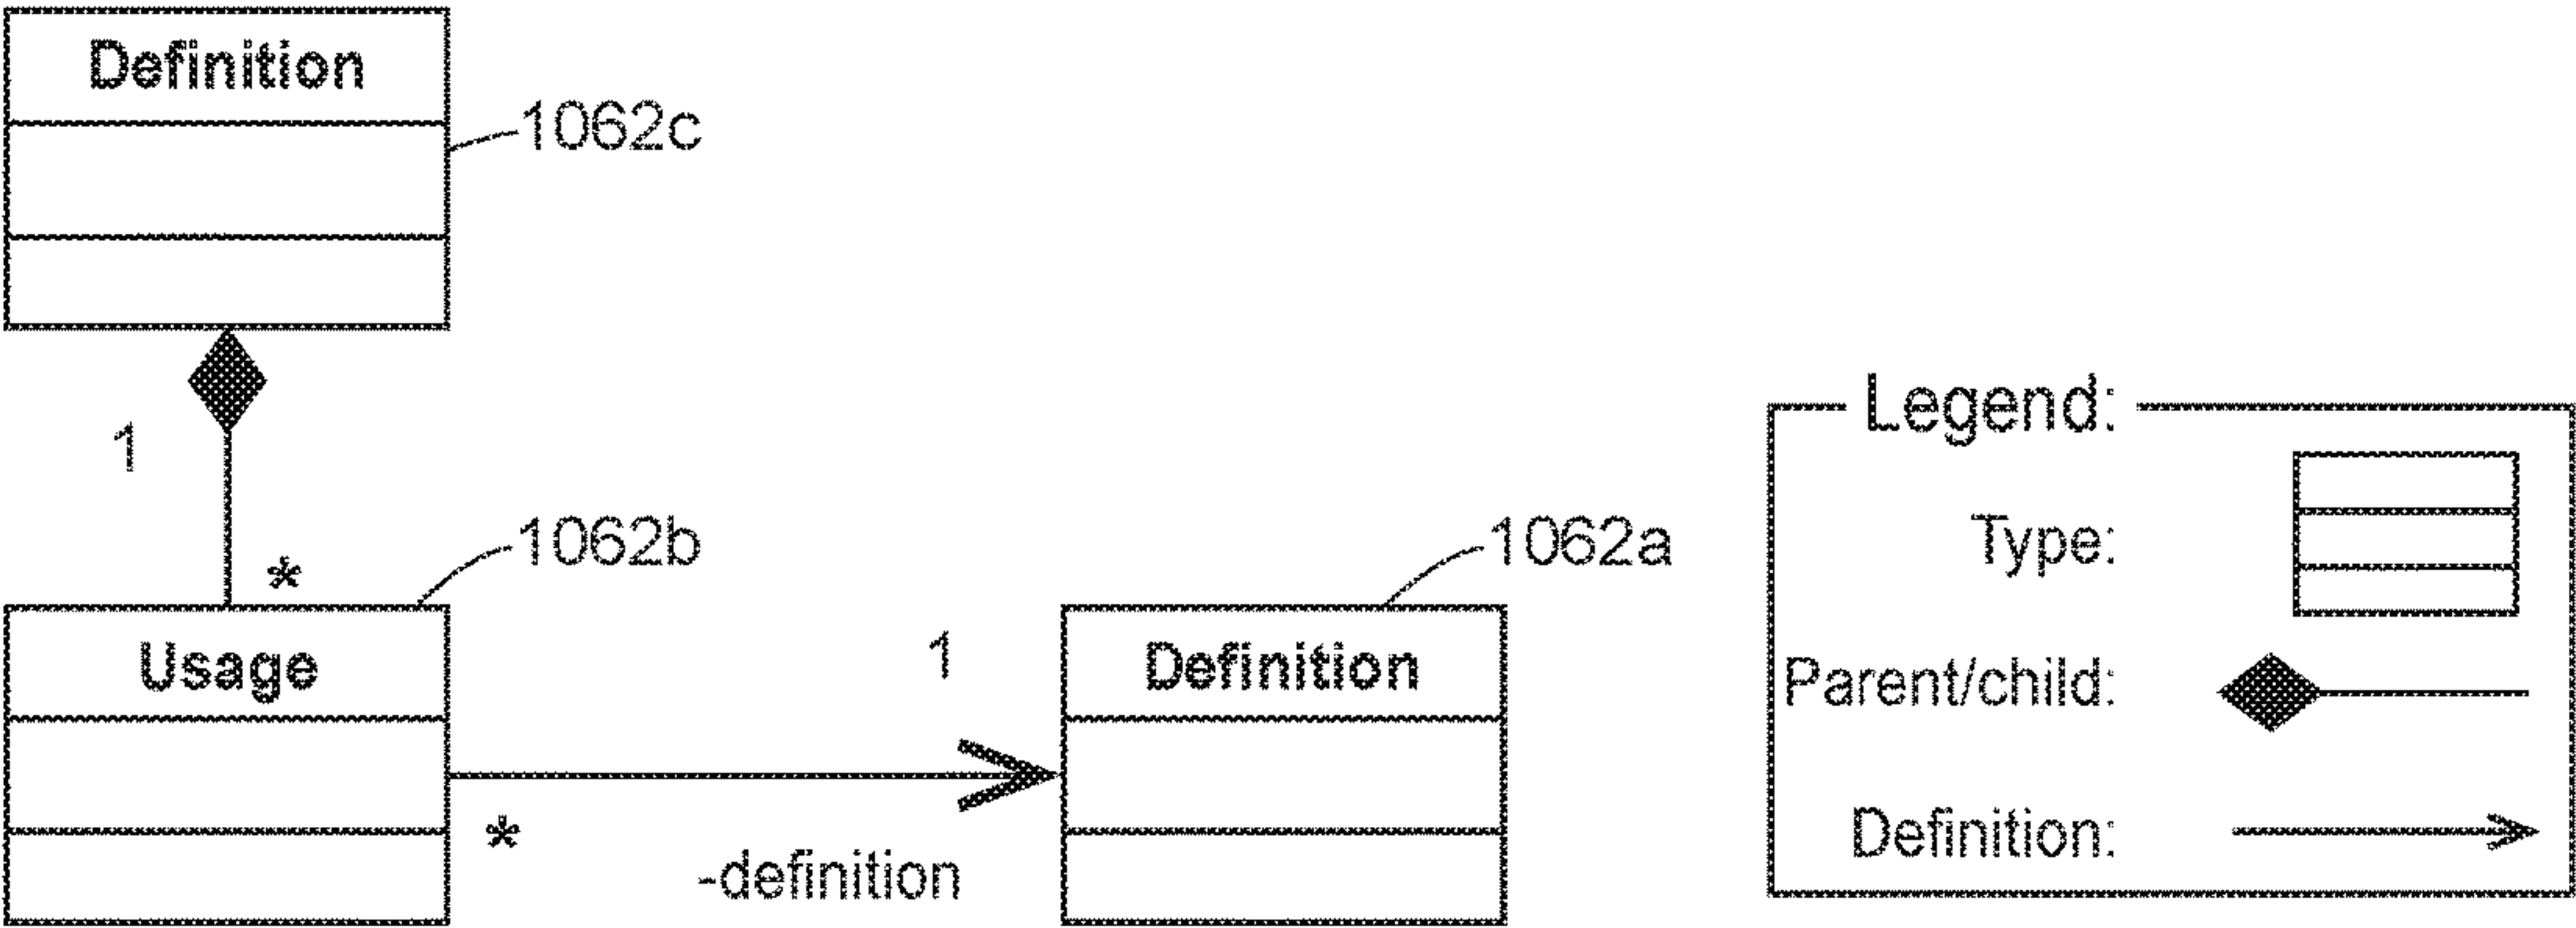 Definition
1062c
1
*
1062b
1062a
Usage
1
Definition
*
-definition
Legend:
Type:
Parent/child:
Definition: